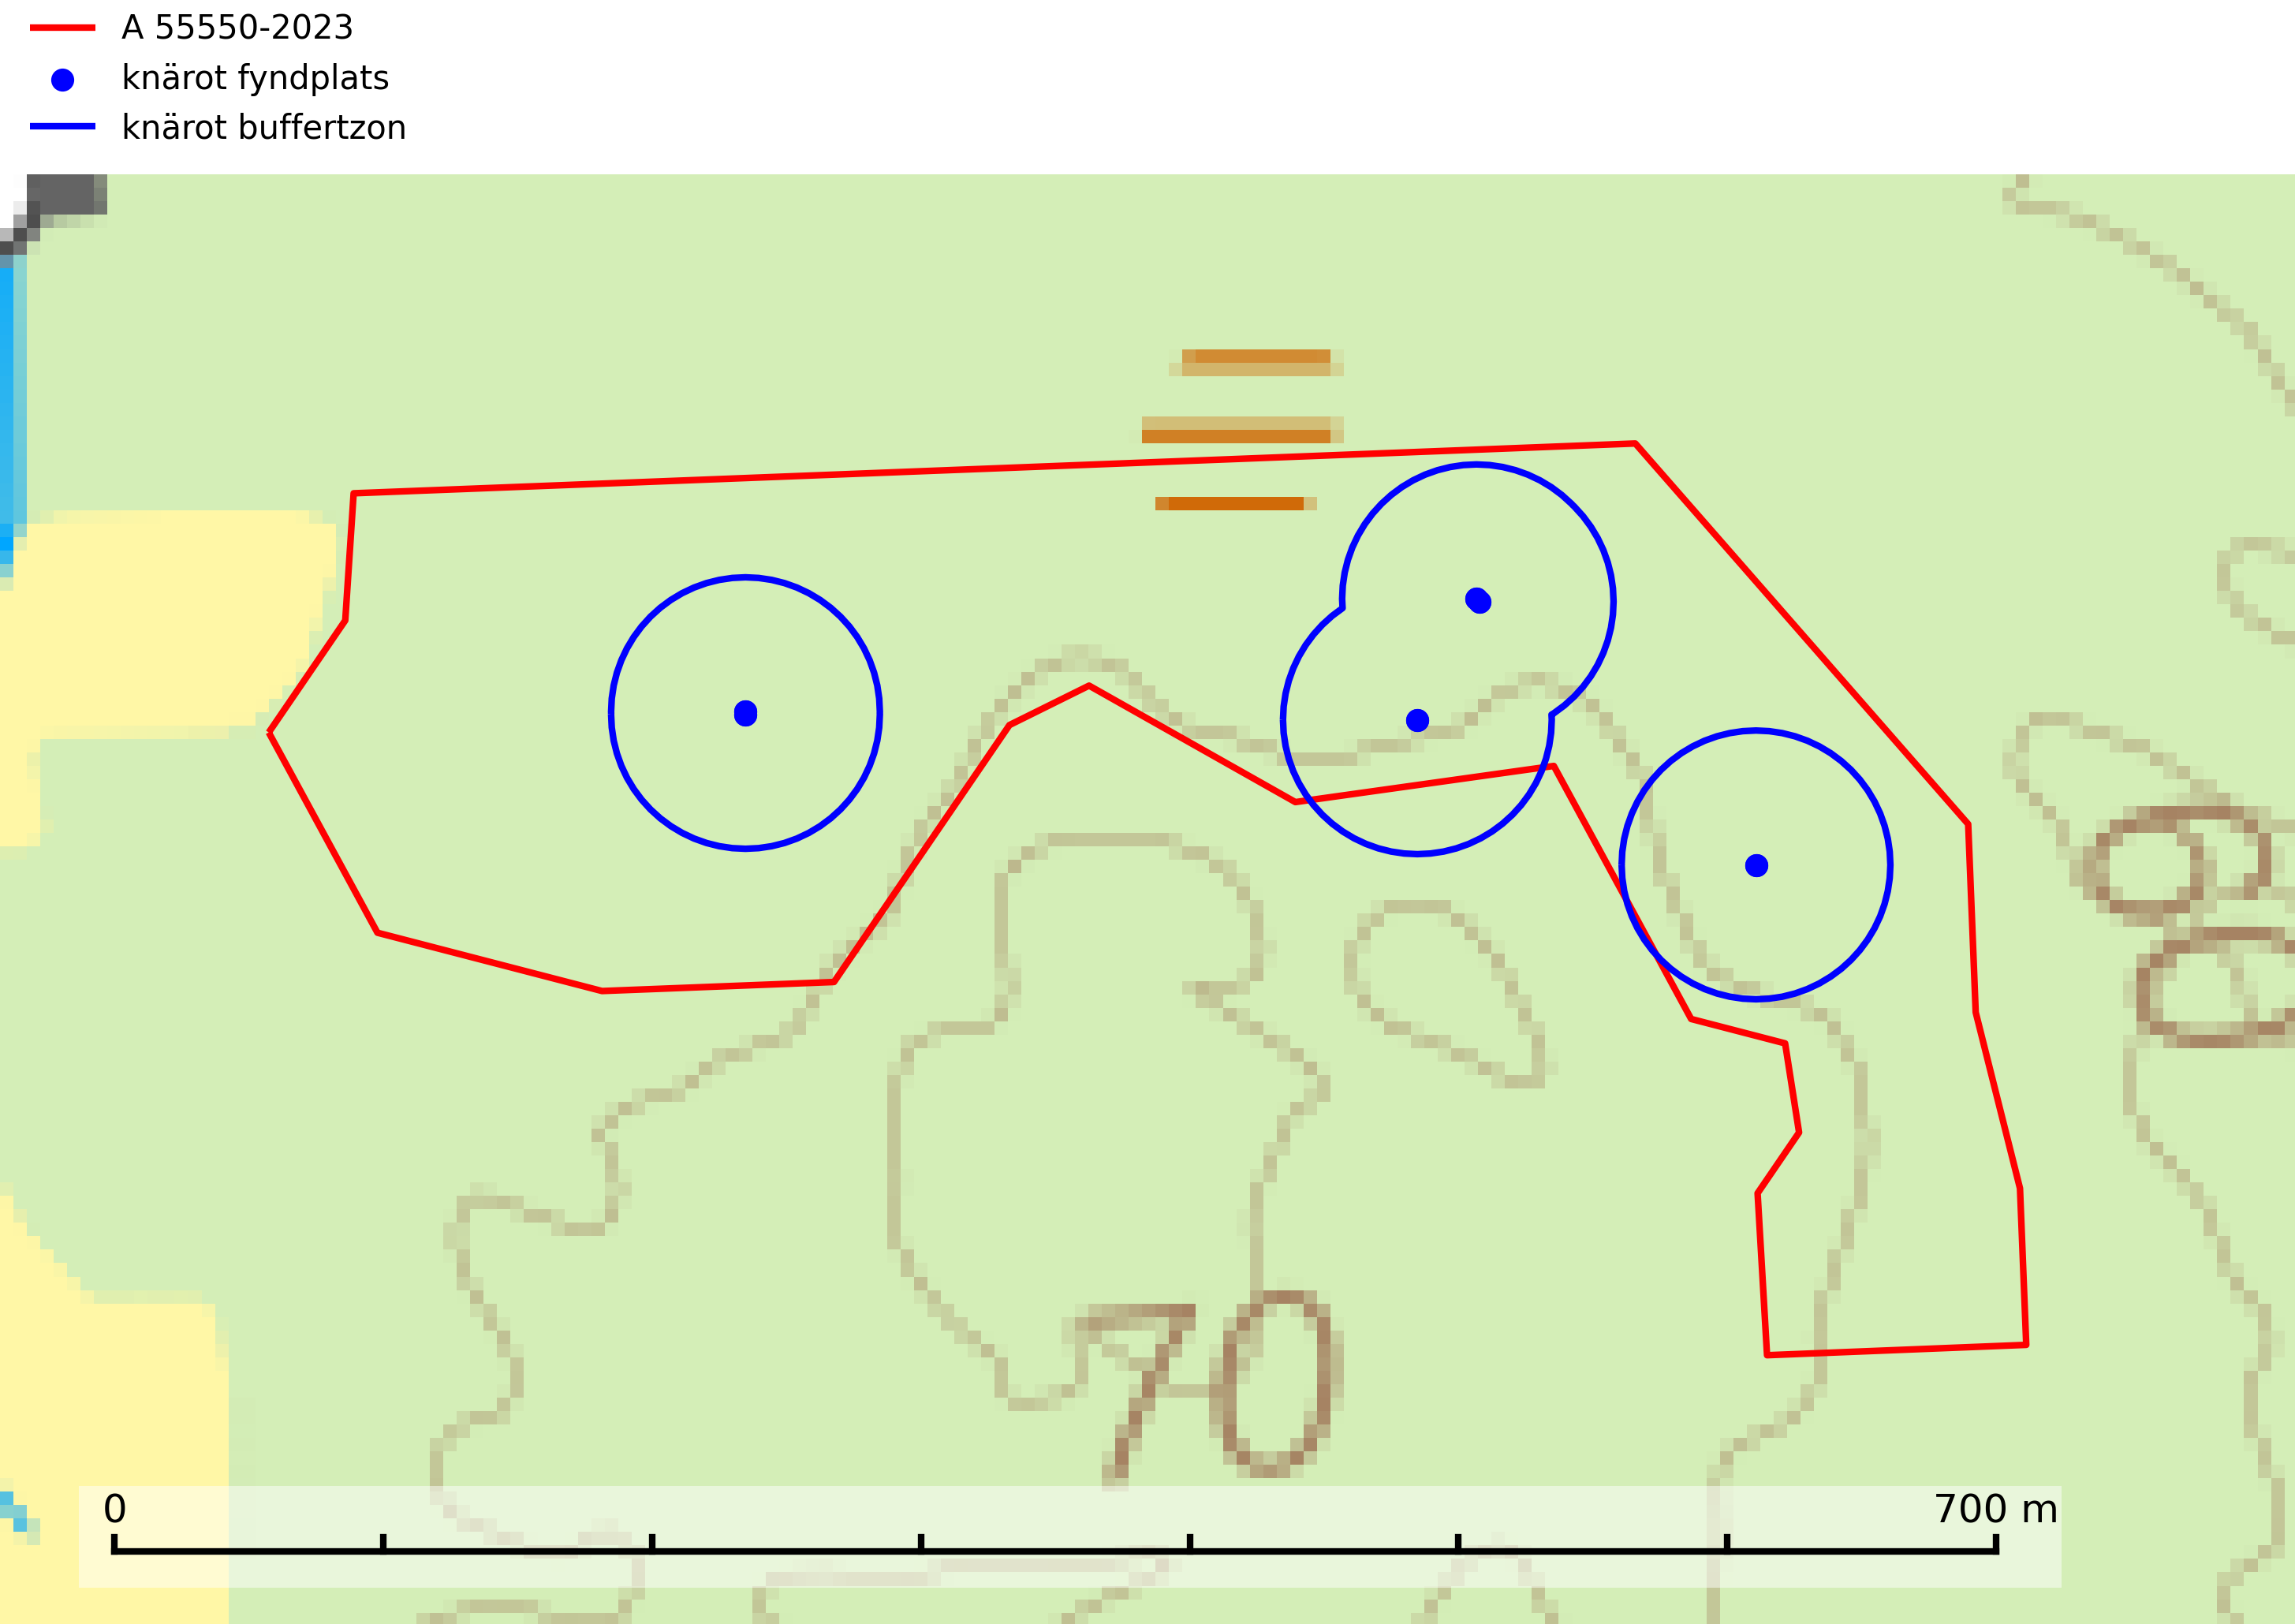 A 55550-2023
knärot fyndplats
knärot buffertzon
70
0
700 m